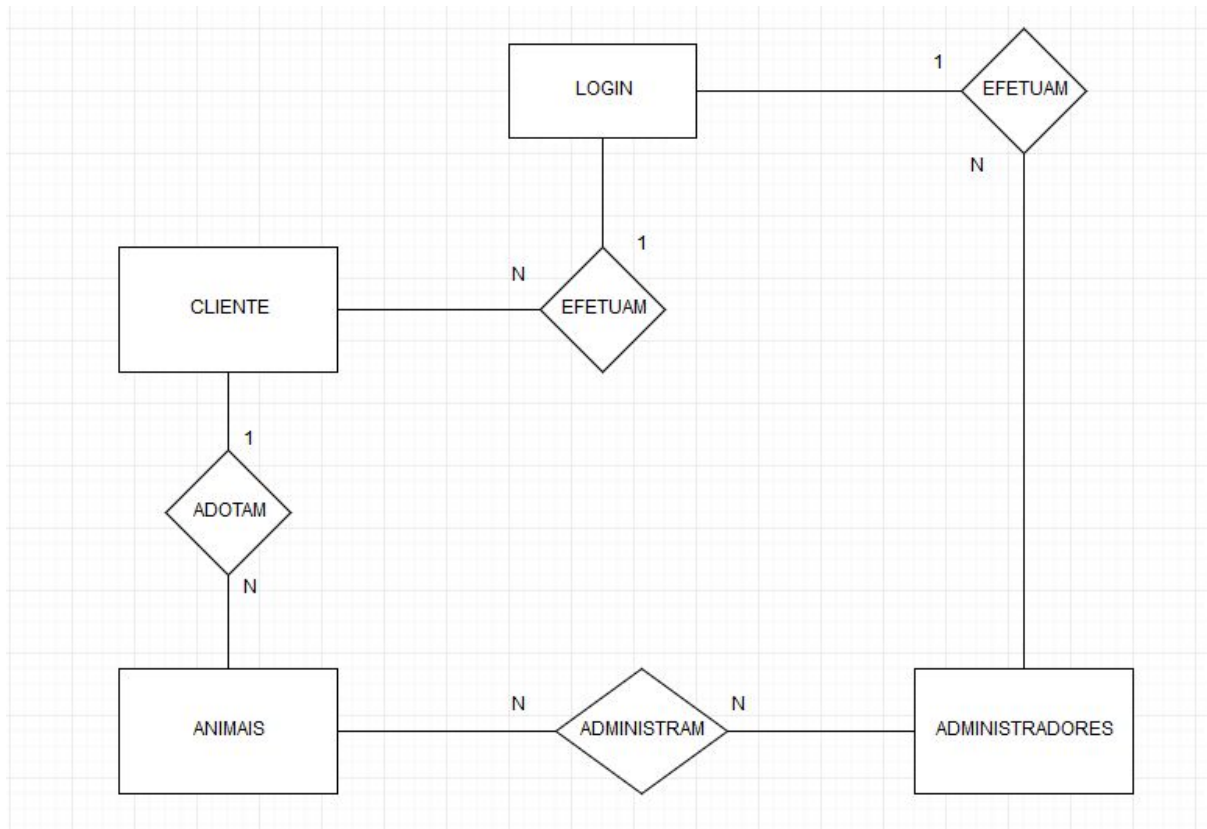 LOGIN
1
EFETUAM
N
1
N
CLIENTE
EFETUAM
1
ADOTAM
N
N
N
ANIMAIS
ADMINISTRAM
ADMINISTRADORES